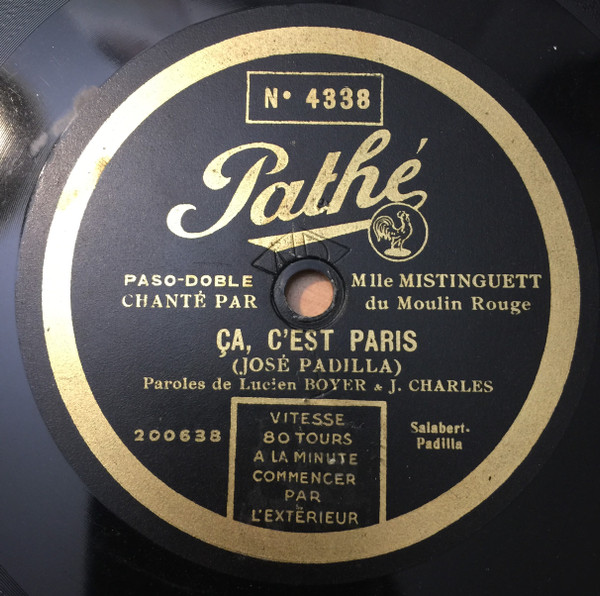 N° 4338
Pathé
PASO-DOBLE
CHANTÉ PAR
Mlle MISTINGUETT
du Moulin Rouge
ÇA, C'EST PARIS
(JOSÉ PADILLA)
Paroles de Lucien BOYER & J. CHARLES
200638
VITESSE
80 TOURS
A LA MINUTE
COMMENCER
PAR
L'EXTÉRIEUR
Salabert-
Padilla